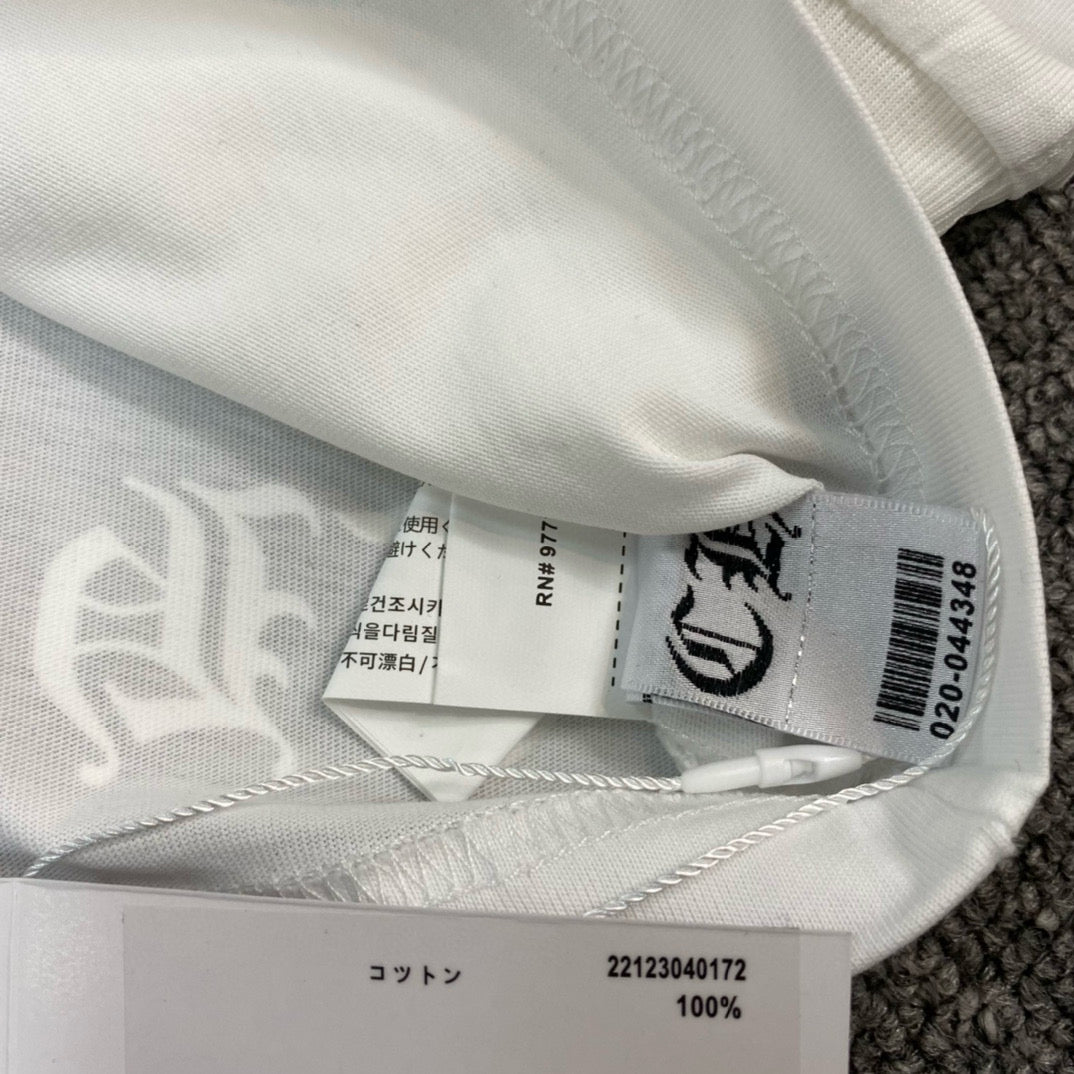 使用く
避けくだ
건조시키
식을다림질
不可漂白/
RN# 977
020-044348
コツトン
22123040172
100%